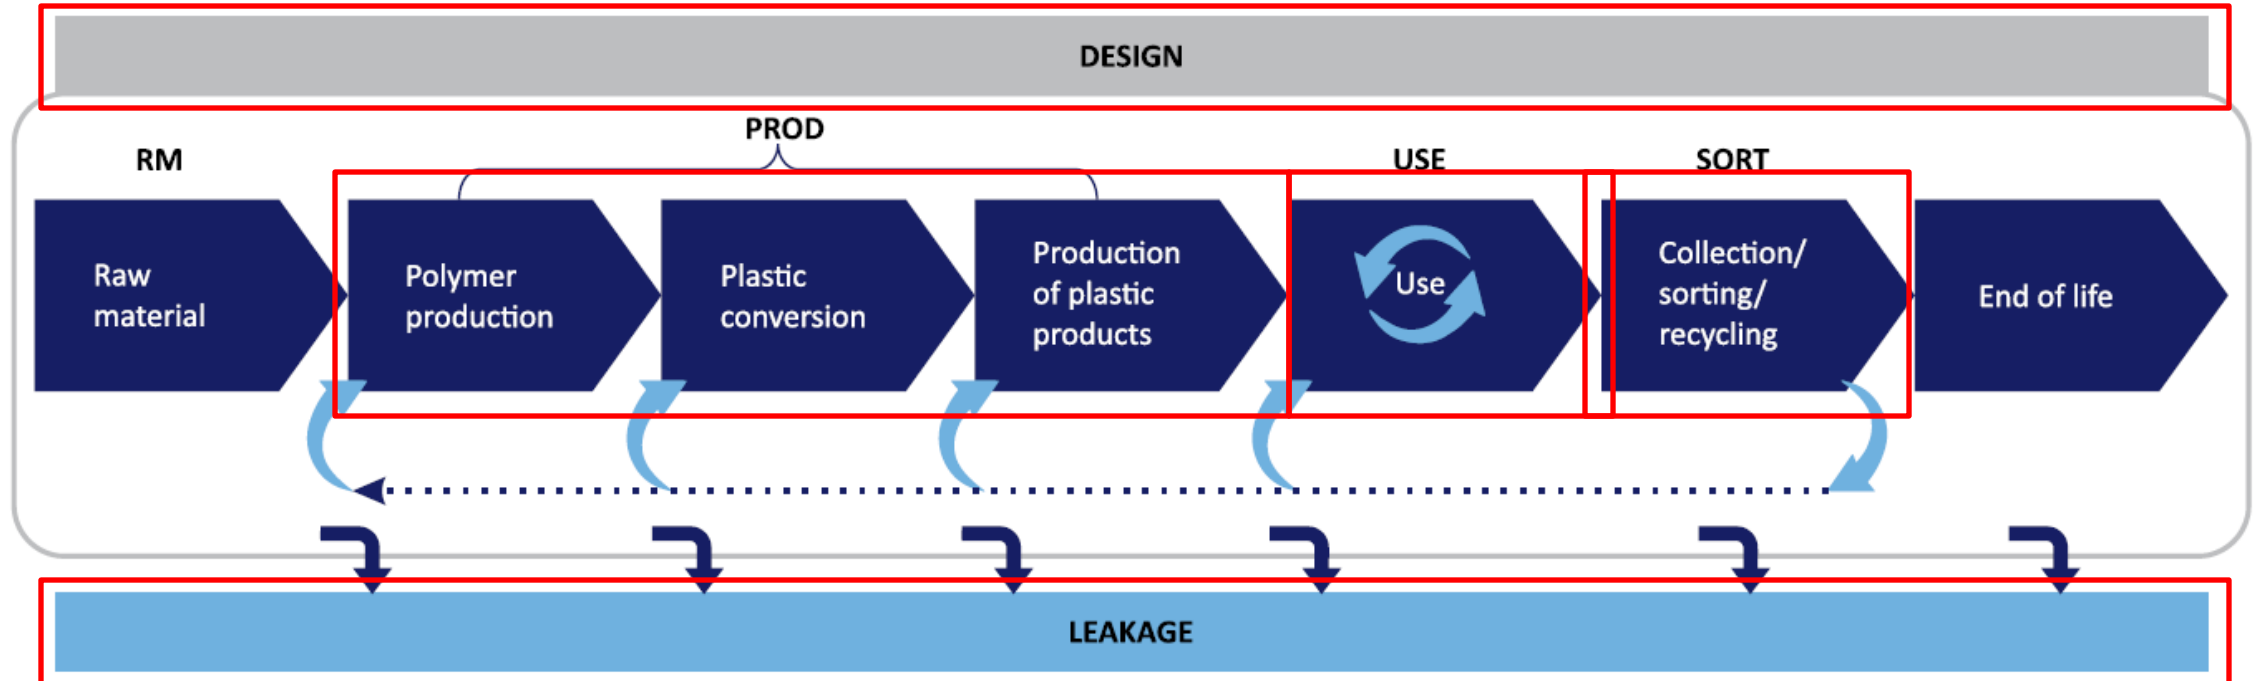 DESIGN
PROD
RM
USE
SORT
Raw
material
Polymer
production
Plastic
conversion
Production
of plastic
products
Use
Collection/
sorting/
recycling
End of life
LEAKAGE